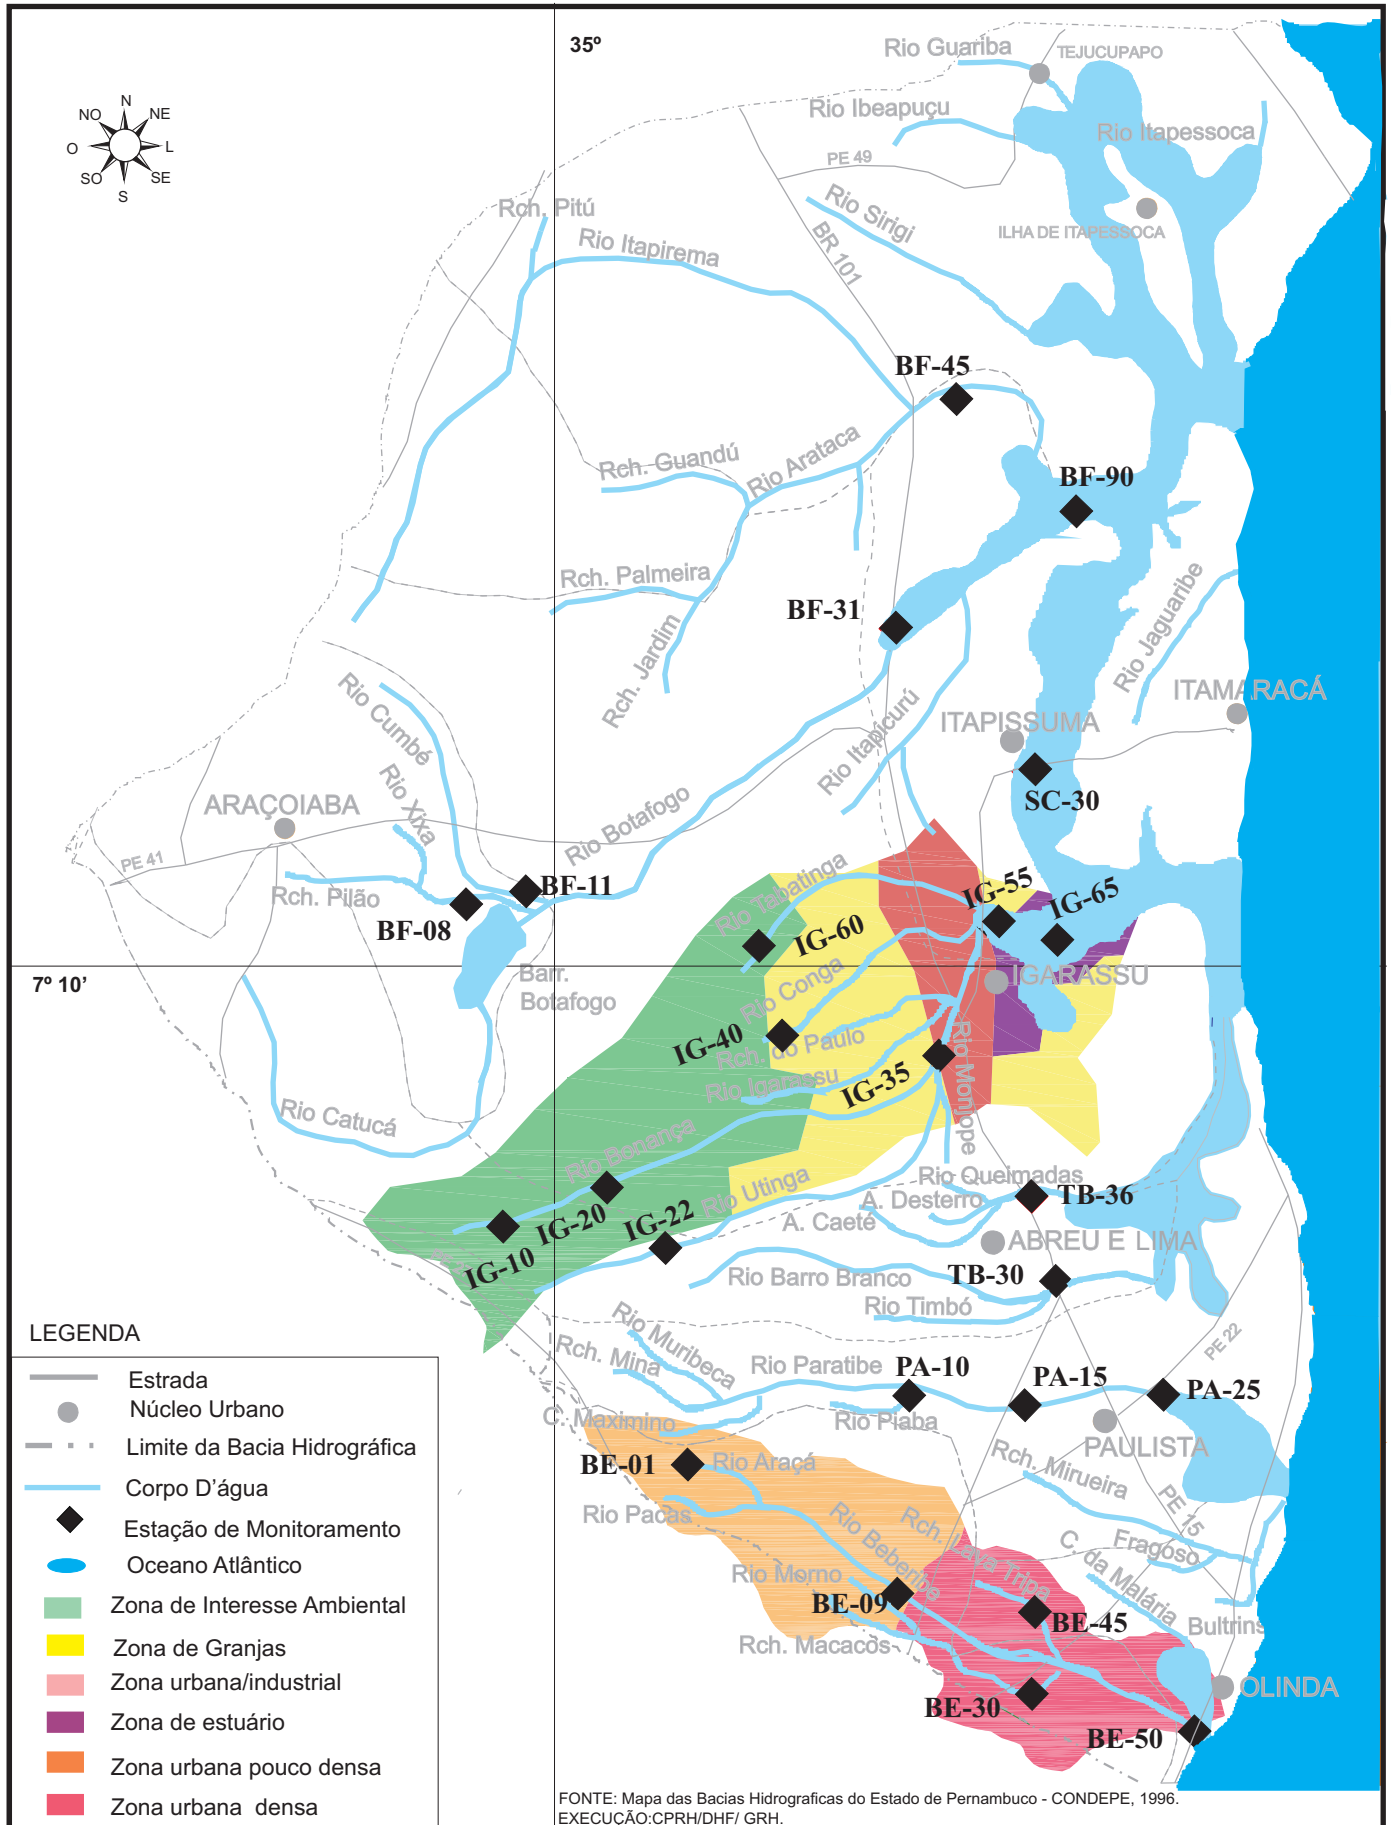 35º
Rio Guariba
TEJUCUPAPO
N
NO
NE
O
L
SO
SE
S
Rio Ibeapuçu
Rio Itapessoca
PE 49
Rch. Pitú
Rio Sirigi
ILHA DE ITAPESSOCA
Rio Itapirema
BR 101
BF-45
Rch. Guandú
Rio Arataca
BF-90
Rch. Palmeira
BF-31
Rio Jaguaribe
Rch. Jardim
Rio Cumbé
ITAMARACÁ
Rio Itapicurú
ITAPISSUMA
Rio Xixa
ARAÇOIABA
SC-30
Rio Botafogo
PE 41
Rch. Pilão
BF-11
BF-08
Rio Tabatinga
IG-55
IG-65
IG-60
7º 10’
Barr.
Botafogo
Rio Conga
IGARASSU
IG-40
Rch. do Paulo
Rio Monjope
IG-35
Rio Igarassu
Rio Catucá
Rio Bonança
Rio Utinga
Rio Queimadas
A. Desterro
TB-36
A. Caeté
IG-20
IG-22
ABREU E LIMA
IG-10
Rio Barro Branco
TB-30
Rio Timbó
LEGENDA
Rio Muribeca
Rch. Mina
Rio Paratibe
PA-10
PA-15
PE 22
PA-25
Estrada
Núcleo Urbano
C. Maximino
Rio Piaba
PAULISTA
Limite da Bacia Hidrográfica
BE-01
Rio Araçá
Rch. Mirueira
Corpo D’água
Rio Pacas
PE 15
Estação de Monitoramento
Rio Beberibe
Rch. Lava Tripa
Fragoso
Oceano Atlântico
Rio Morno
C. da Malária
Zona de Interesse Ambiental
BE-09
BE-45
Bultrins
Zona de Granjas
Rch. Macacos
Zona urbana/industrial
BE-30
OLINDA
Zona de estuário
BE-50
Zona urbana pouco densa
Zona urbana densa
FONTE: Mapa das Bacias Hidrograficas do Estado de Pernambuco - CONDEPE, 1996.
EXECUÇÃO:CPRH/DHF/ GRH.